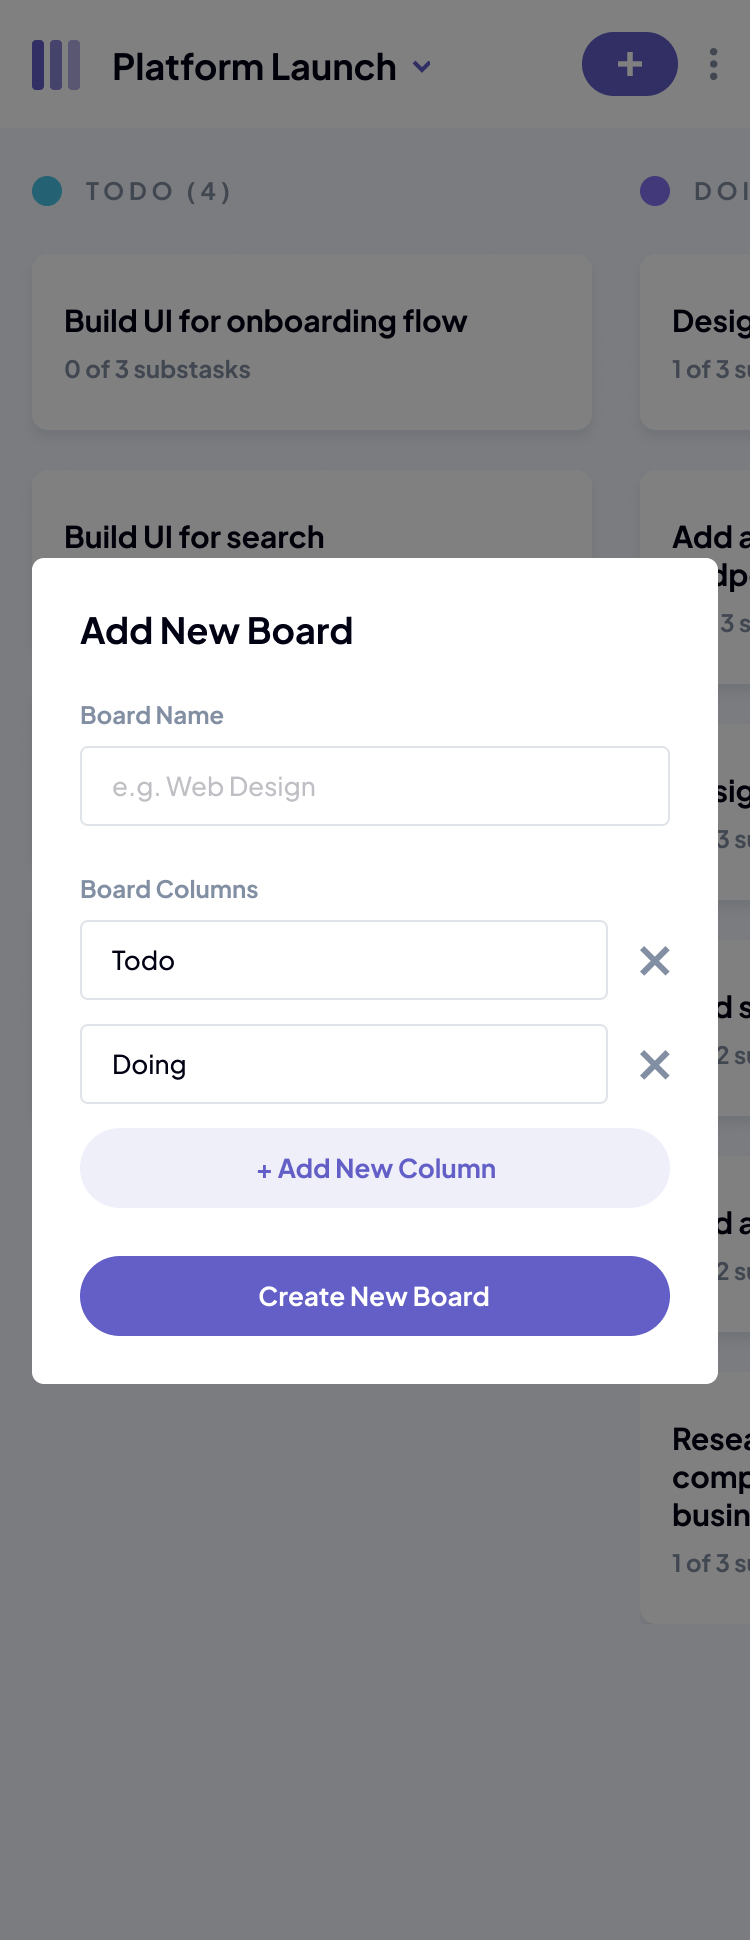 Platform Launch
TODO (4)
DOI
Build UI for onboarding flow
0 of 3 substasks
Desig
1 of 3 su
Build UI for search
Add a
dp
3 s
Add New Board
Board Name
e.g. Web Design
sig
3 su
Board Columns
Todo
d s
2 su
Doing
+ Add New Column
d a
2 su
Create New Board
Resea
comp
busin
1 of 3 su